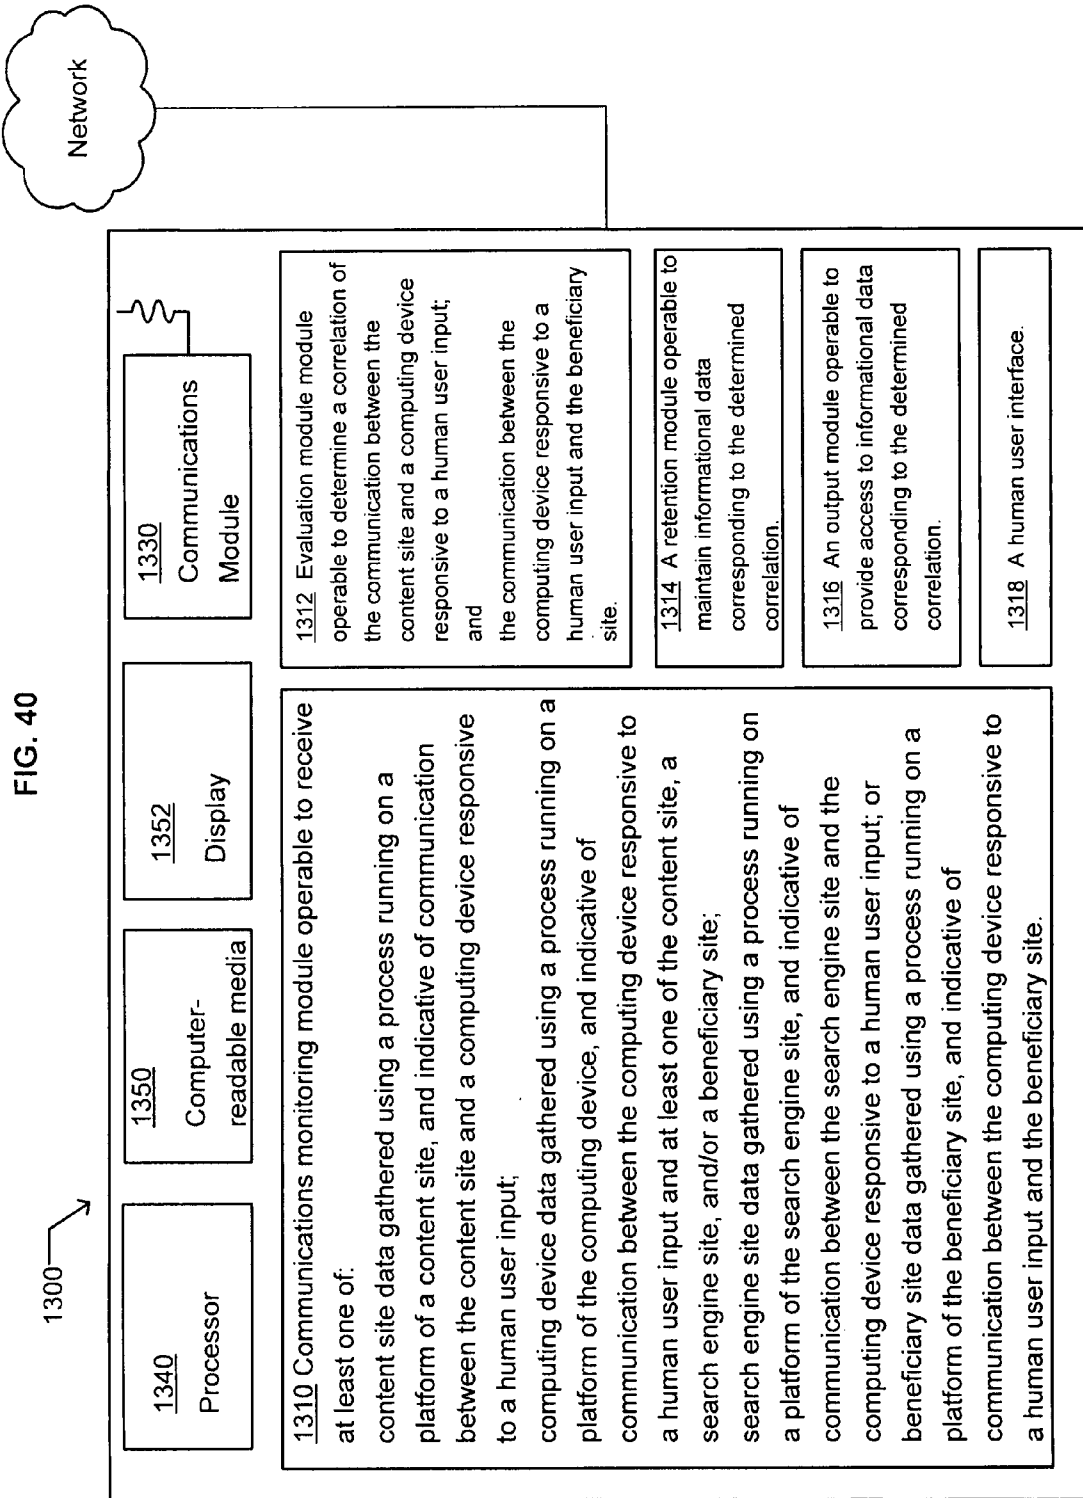 FIG. 40
1300
1340
Processor
1350
Computer-
readable media
1352
Display
1330
Communications
Module
Network
1310 Communications monitoring module operable to receive
at least one of:
content site data gathered using a process running on a
platform of a content site, and indicative of communication
between the content site and a computing device responsive
to a human user input;
computing device data gathered using a process running on a
platform of the computing device, and indicative of
communication between the computing device responsive to
a human user input and at least one of the content site, a
search engine site, and/or a beneficiary site;
search engine site data gathered using a process running on
a platform of the search engine site, and indicative of
communication between the search engine site and the
computing device responsive to a human user input; or
beneficiary site data gathered using a process running on a
platform of the beneficiary site, and indicative of
communication between the computing device responsive to
a human user input and the beneficiary site.
1312 Evaluation module module
operable to determine a correlation of
the communication between the
content site and a computing device
responsive to a human user input;
and
the communication between the
computing device responsive to a
human user input and the beneficiary
site.
1314 A retention module operable to
maintain informational data
corresponding to the determined
correlation.
1316 An output module operable to
provide access to informational data
corresponding to the determined
correlation.
1318 A human user interface.